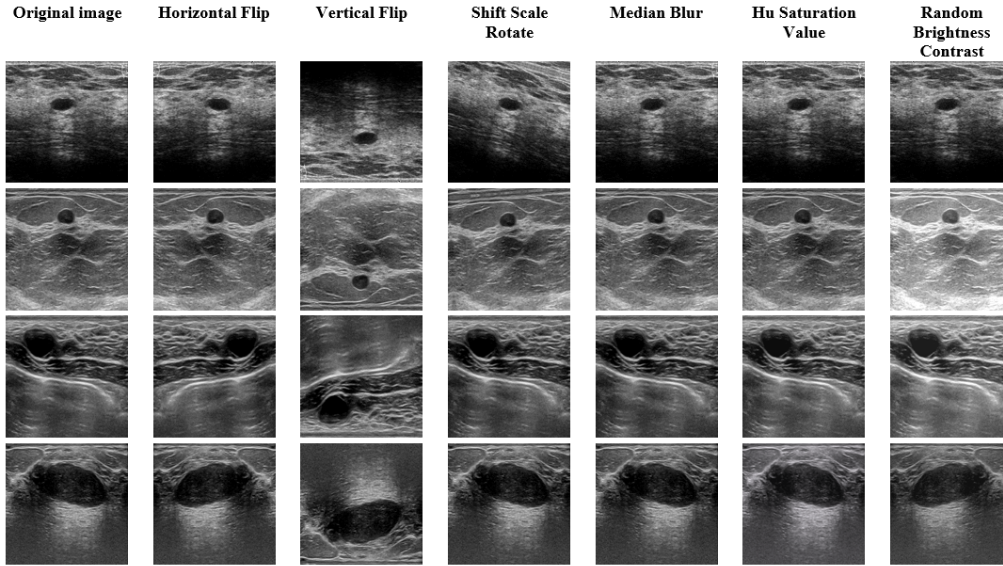 Original image
Horizontal Flip
Vertical Flip
Shift Scale
Rotate
Median Blur
Hu Saturation
Value
Random
Brightness
Contrast